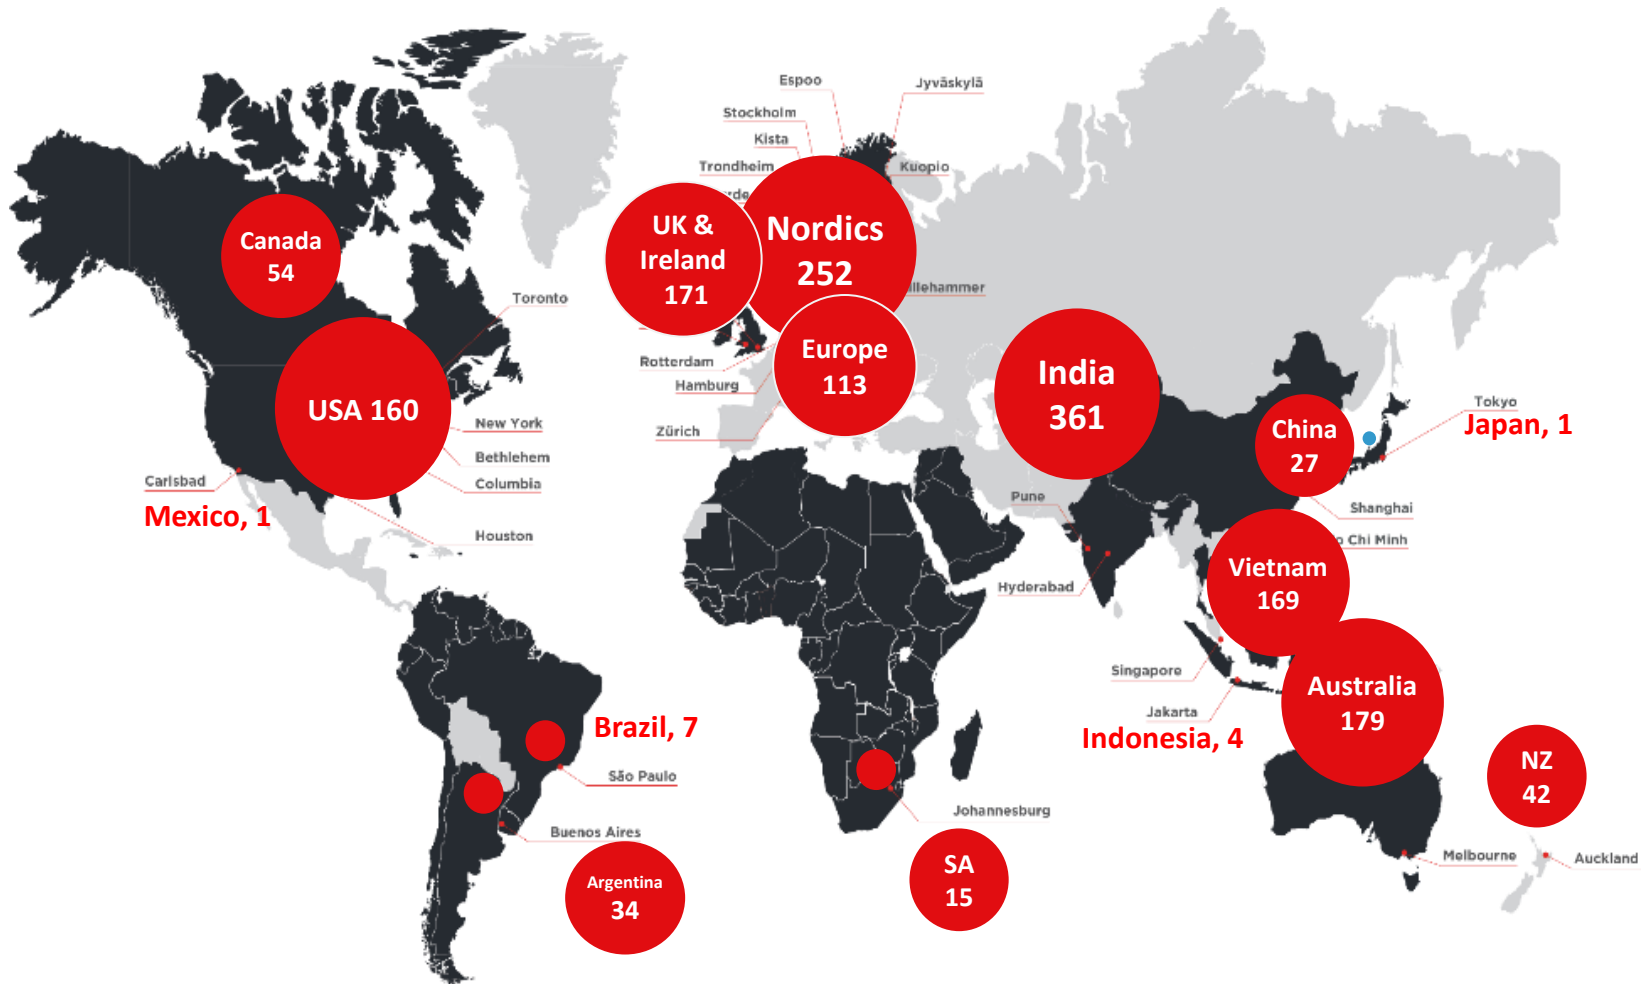 Espoo
Jyväskylä
Stockholm
Kista
Trondheim
Kuopio
UK &
Ireland
171
Nordics
252
Canada
54
Toronto
Rotterdam
Hamburg
Zürich
Europe
113
India
361
USA 160
New York
Bethlehem
Columbia
Houston
Carlsbad
Mexico, 1
China
27
Tokyo
Japan, 1
Shanghai
Chi Minh
Pune
Hyderabad
Vietnam
169
Singapore
Jakarta
Indonesia, 4
Australia
179
NZ
42
Brazil, 7
São Paulo
Buenos Aires
Argentina
34
Johannesburg
SA
15
Melbourne
Auckland